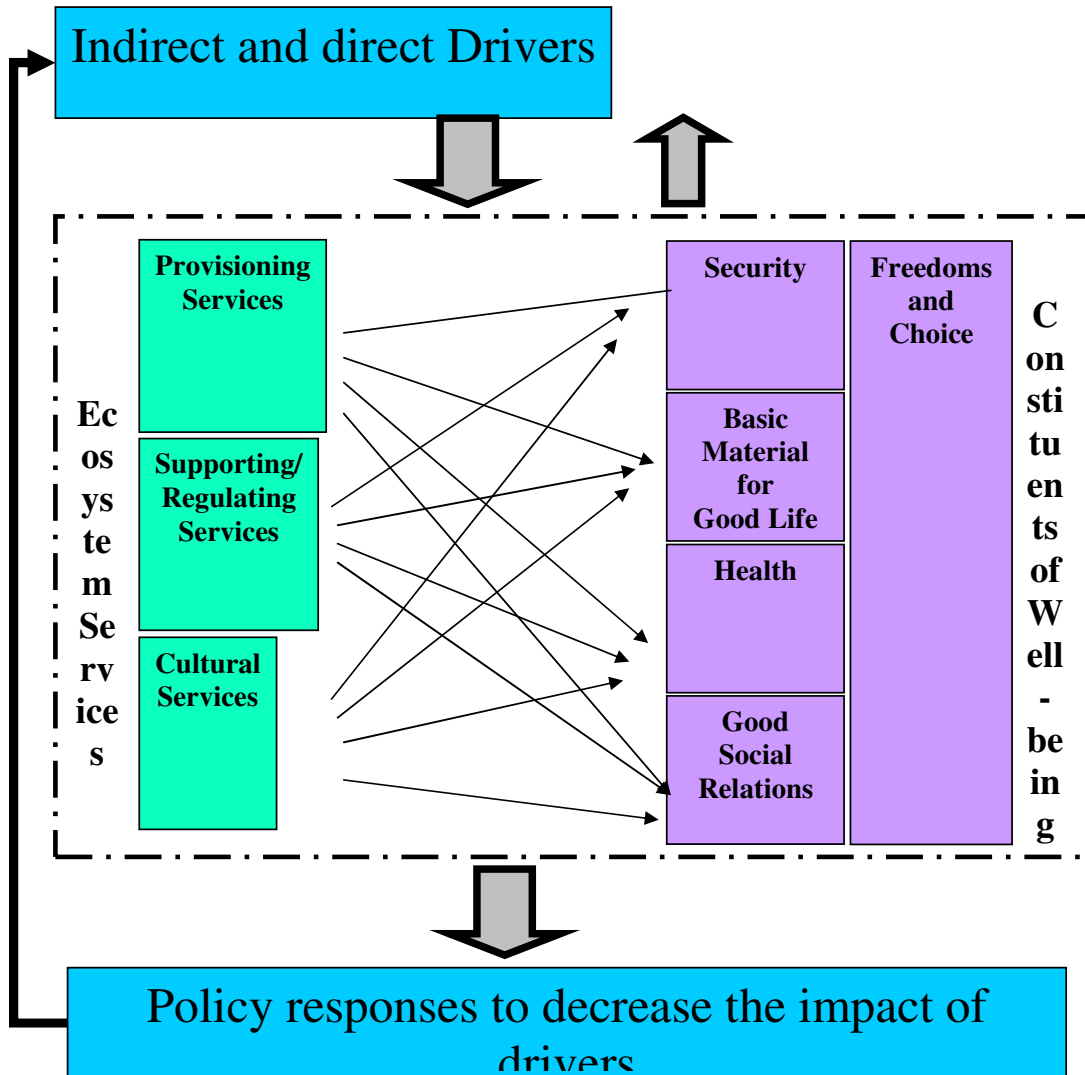 Indirect and direct Drivers
Provisioning
Services
Supporting/
Regulating
Services
Cultural
Services
Ec
os
ys
te
m
Se
rv
ice
s
Security
Basic
Material
for
Good Life
Health
Good
Social
Relations
Freedoms
and
Choice
C
on
sti
tu
en
ts
of
W
ell
-
be
in
g
Policy responses to decrease the impact of
drivers